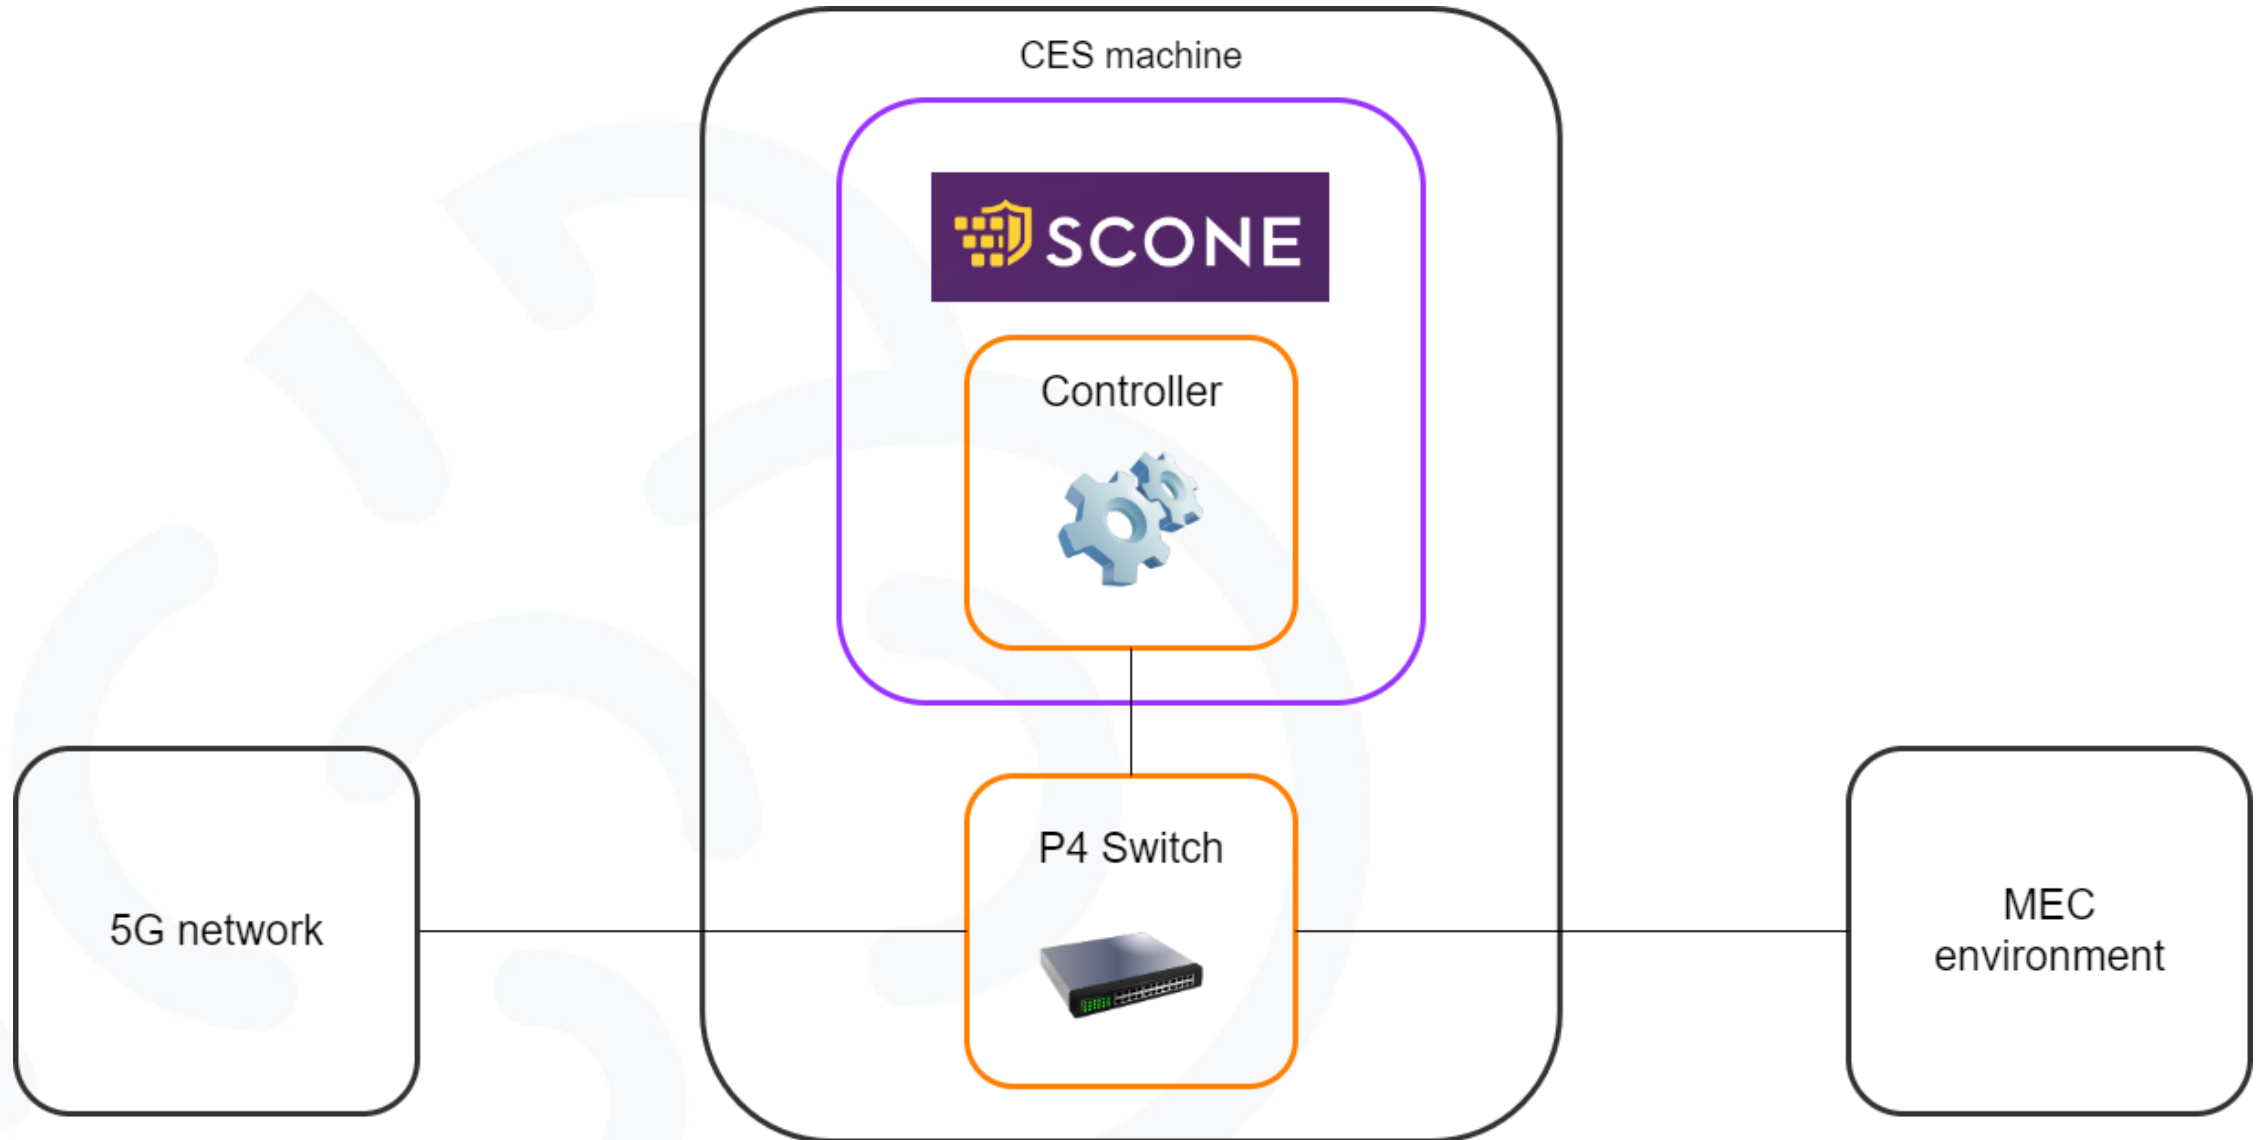 CES machine
SCONE
Controller
P4 Switch
5G network
MEC
environment